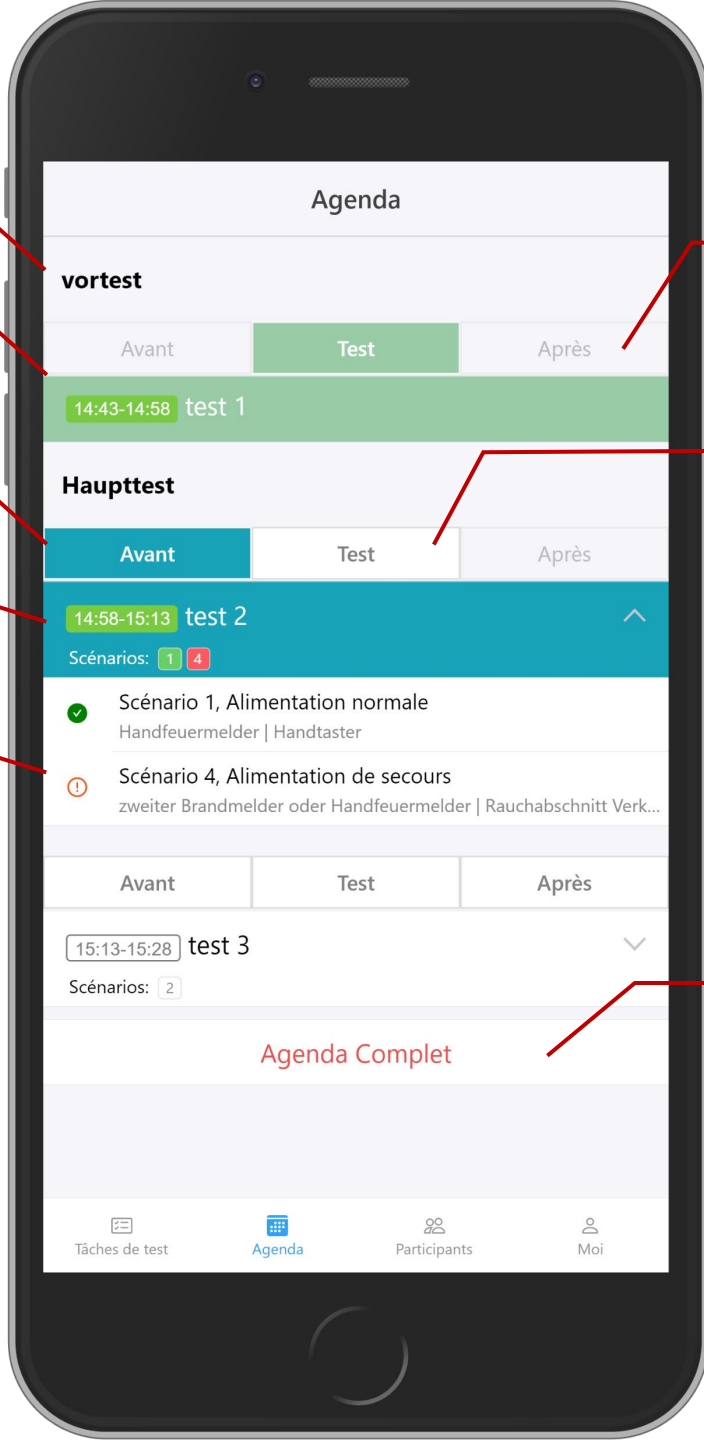 Agenda
vortest
Avant Test Après
14:43-14:58 test 1
Haupttest
Avant Test Après
14:58-15:13 test 2
Scénarios: 1 4
Scénario 1, Alimentation normale
Handfeuermelder | Handtaster
Scénario 4, Alimentation de secours
zweiter Brandmelder oder Handfeuermelder | Rauchabschnitt Verk...
Avant Test Après
15:13-15:28 test 3
Scénarios: 2
Agenda Complet
Tâches de test Agenda Participants Moi